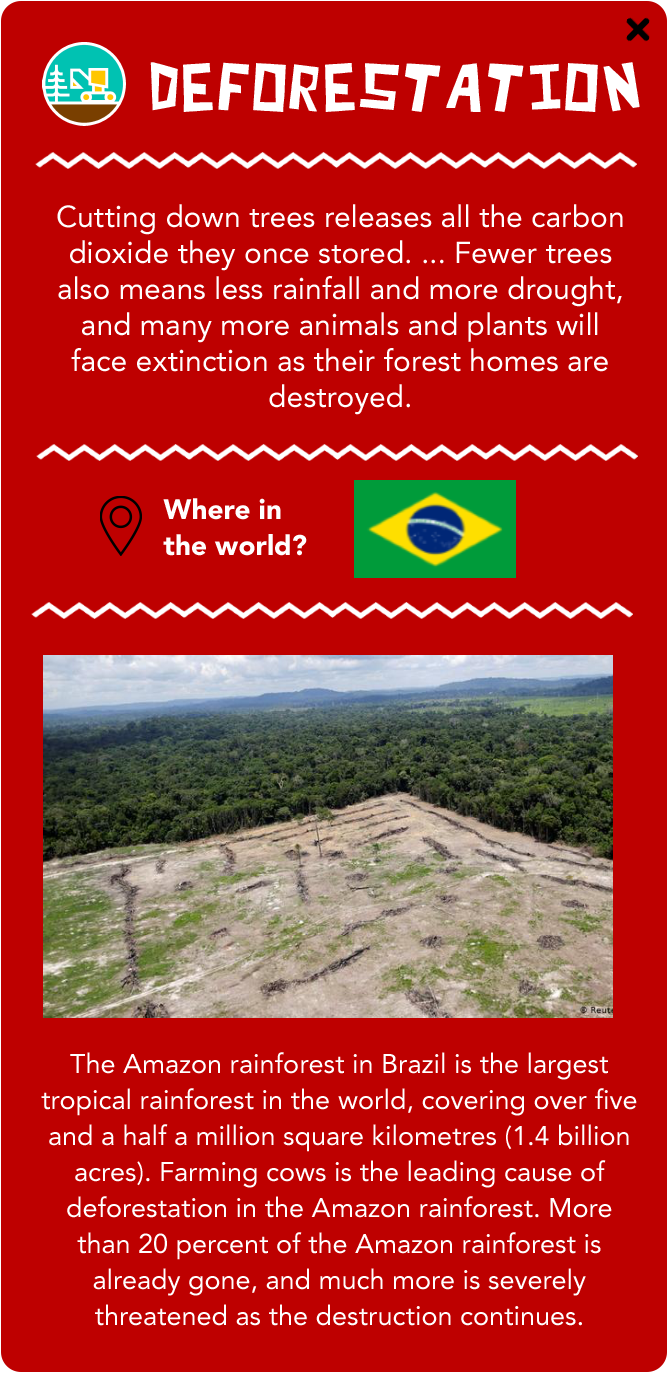 DEFORESTATION
Cutting down trees releases all the carbon
dioxide they once stored. ... Fewer trees
also means less rainfall and more drought,
and many more animals and plants will
face extinction as their forest homes are
destroyed.
Where in
the world?
The Amazon rainforest in Brazil is the largest
tropical rainforest in the world, covering over five
and a half a million square kilometres (1.4 billion
acres). Farming cows is the leading cause of
deforestation in the Amazon rainforest. More
than 20 percent of the Amazon rainforest is
already gone, and much more is severely
threatened as the destruction continues.